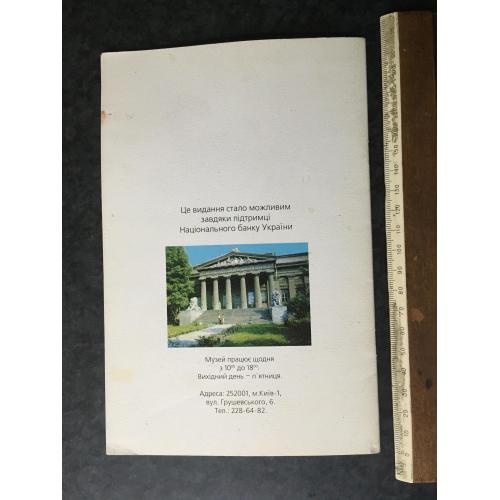 Це видання стало можливим
завдяки підтримці
Національного банку України
Музей працює щодня
з 10⁰⁰ до 18⁰⁰.
Вихідний день – п'ятниця.
Адреса: 252001, м.Київ-1,
вул. Грушевського, 6.
Тел.: 228-64-82.